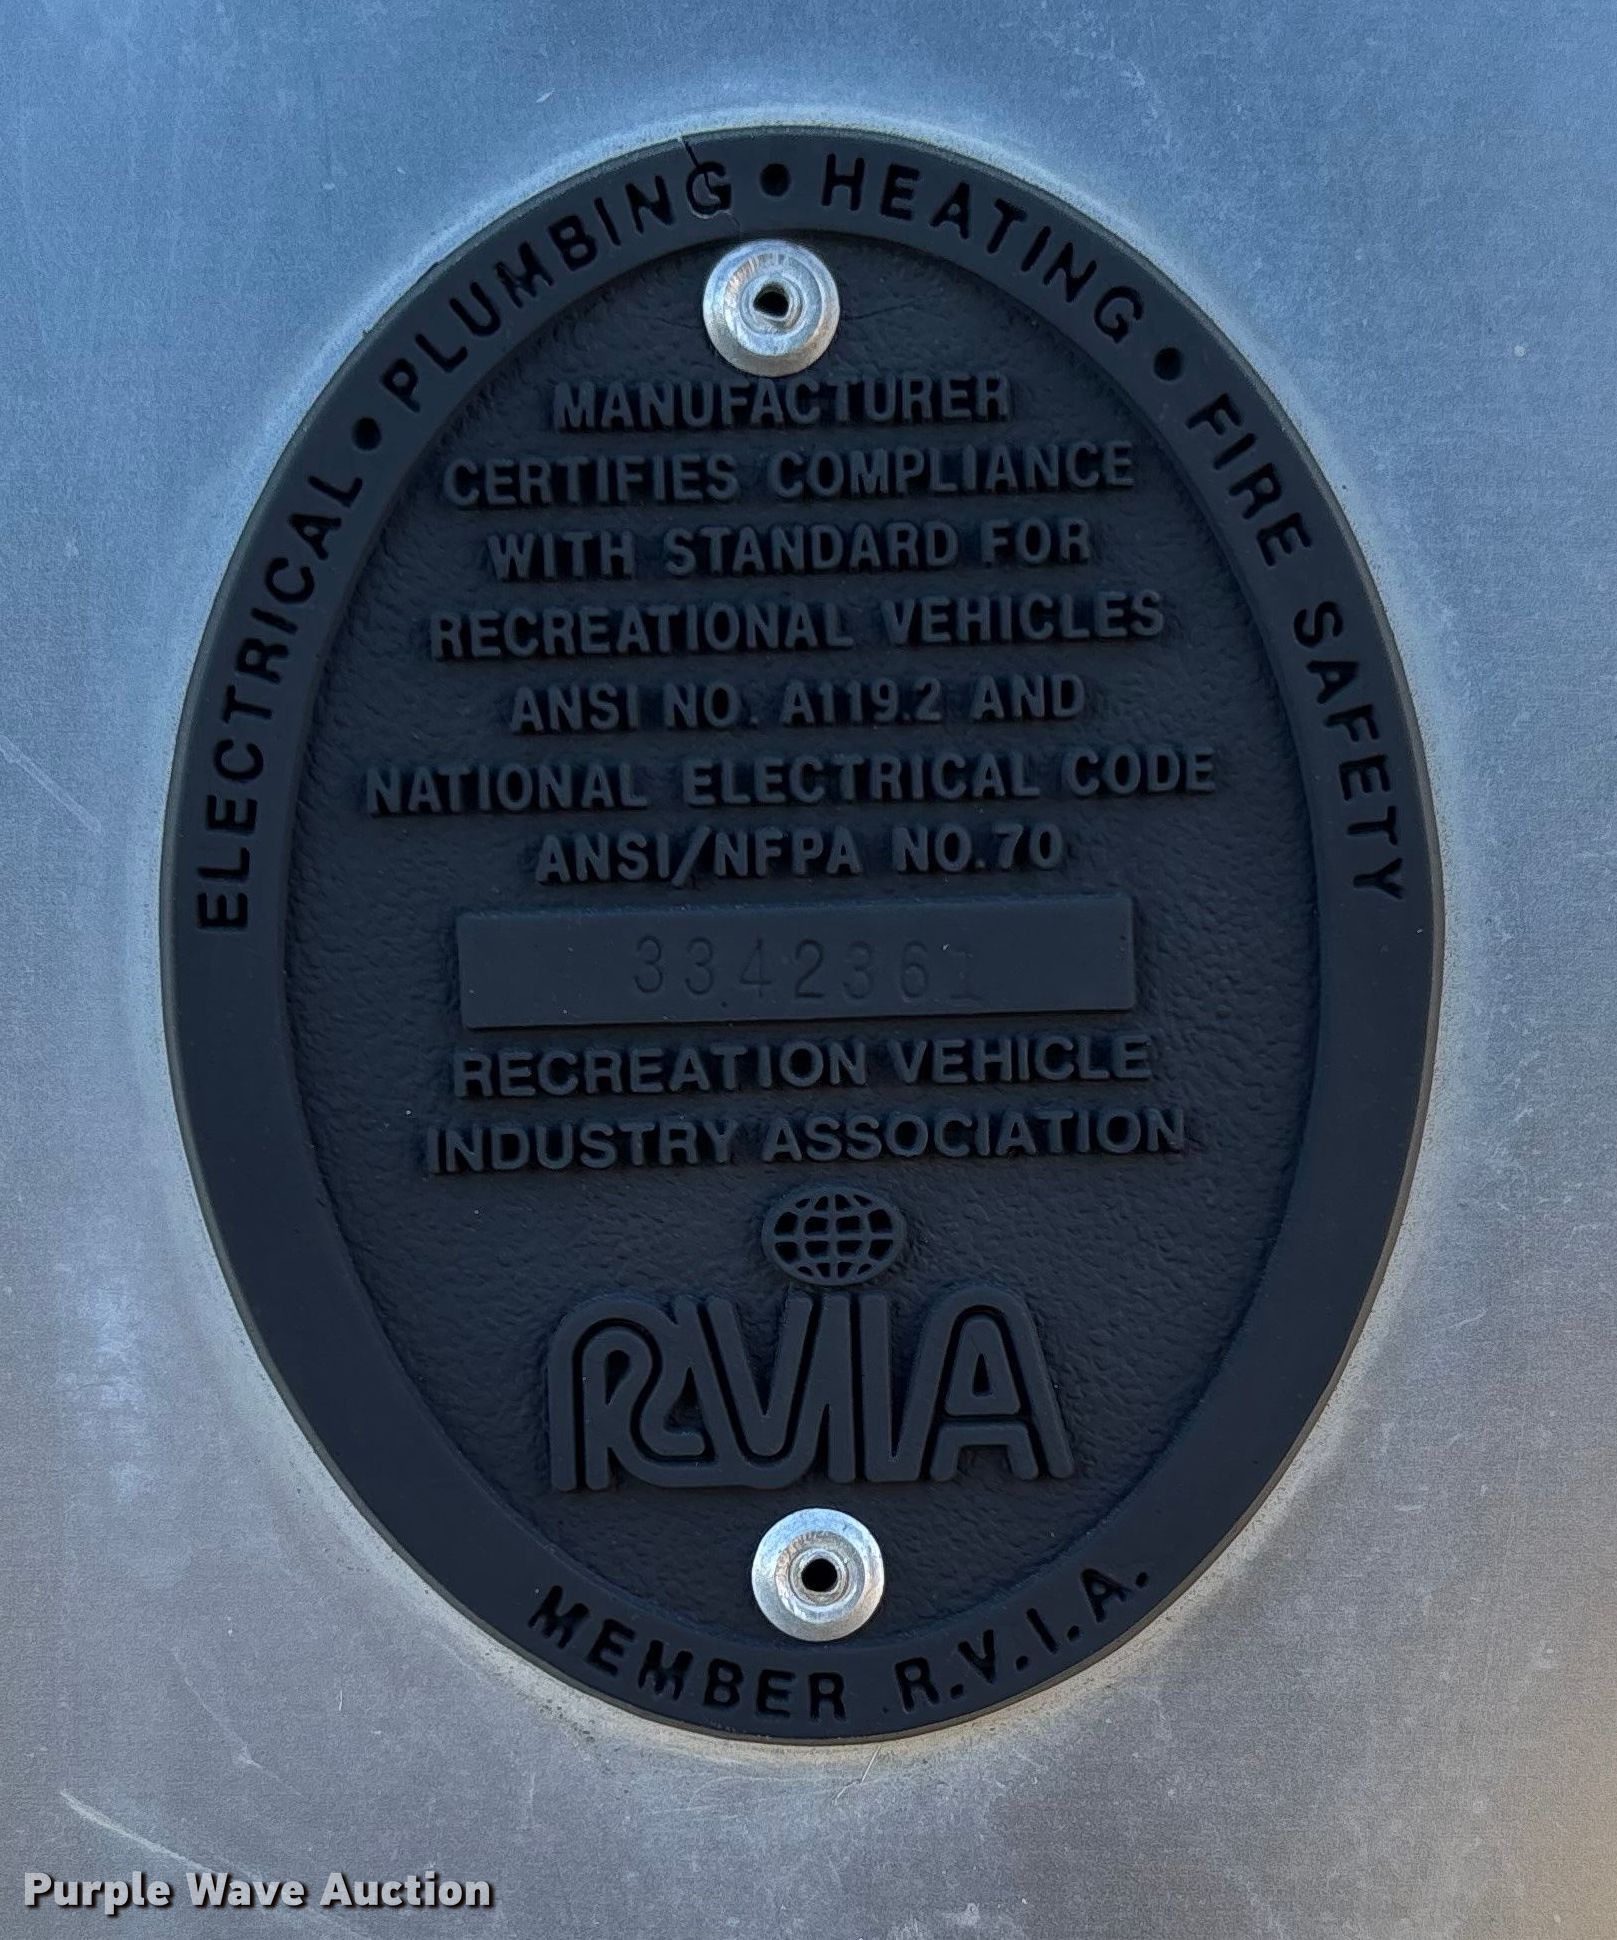 ELECTRICAL • PLUMBING • HEATING • FIRE SAFETY
MANUFACTURER
CERTIFIES COMPLIANCE
WITH STANDARD FOR
RECREATIONAL VEHICLES
ANSI NO. A119.2 AND
NATIONAL ELECTRICAL CODE
ANSI/NFPA NO.70
3342361
RECREATION VEHICLE
INDUSTRY ASSOCIATION
RVIA
MEMBER R.V.I.A.
Purple Wave Auction